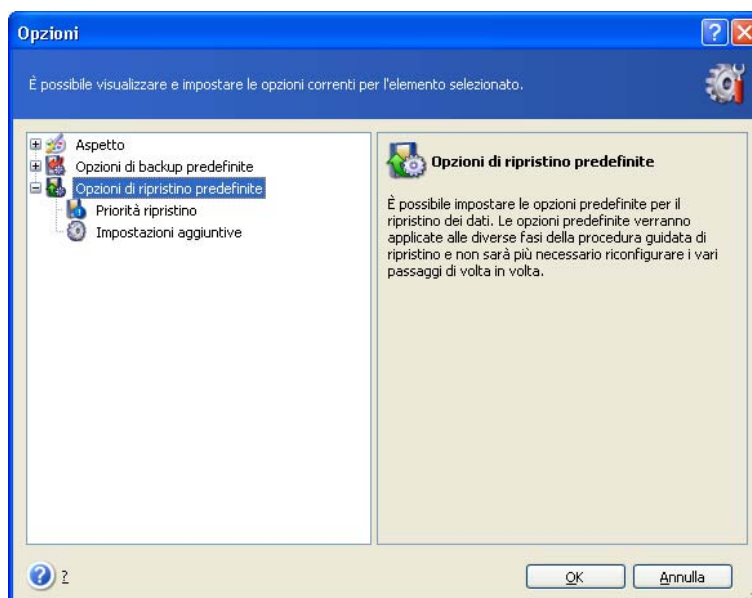 Opzioni
È possibile visualizzare e impostare le opzioni correnti per l'elemento selezionato.
Aspetto
Opzioni di backup predefinite
Opzioni di ripristino predefinite
Priorità ripristino
Impostazioni aggiuntive
Opzioni di ripristino predefinite
È possibile impostare le opzioni predefinite per il
ripristino dei dati. Le opzioni predefinite verranno
applicate alle diverse fasi della procedura guidata di
ripristino e non sarà più necessario riconfigurare i vari
passaggi di volta in volta.
?
OK
Annulla